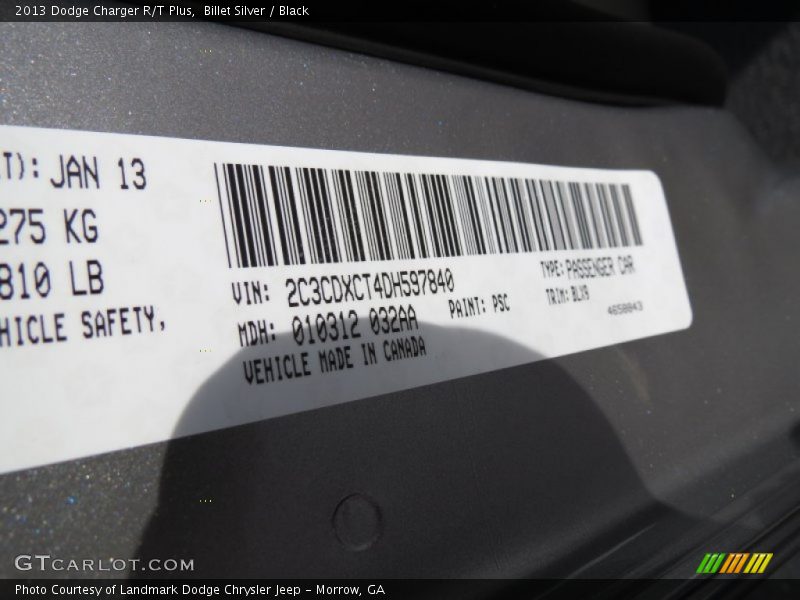 2013 Dodge Charger R/T Plus, Billet Silver / Black
T): JAN 13
275 KG
810 LB
HICLE SAFETY,
VIN: 2C3CDXCT4DH597840
TYPE: PASSENGER CAR
MDH: 010312 032AA
PAINT: PSC
TRIM: BLX9
4650043
VEHICLE MADE IN CANADA
GTCARLOT.COM
Photo Courtesy of Landmark Dodge Chrysler Jeep - Morrow, GA